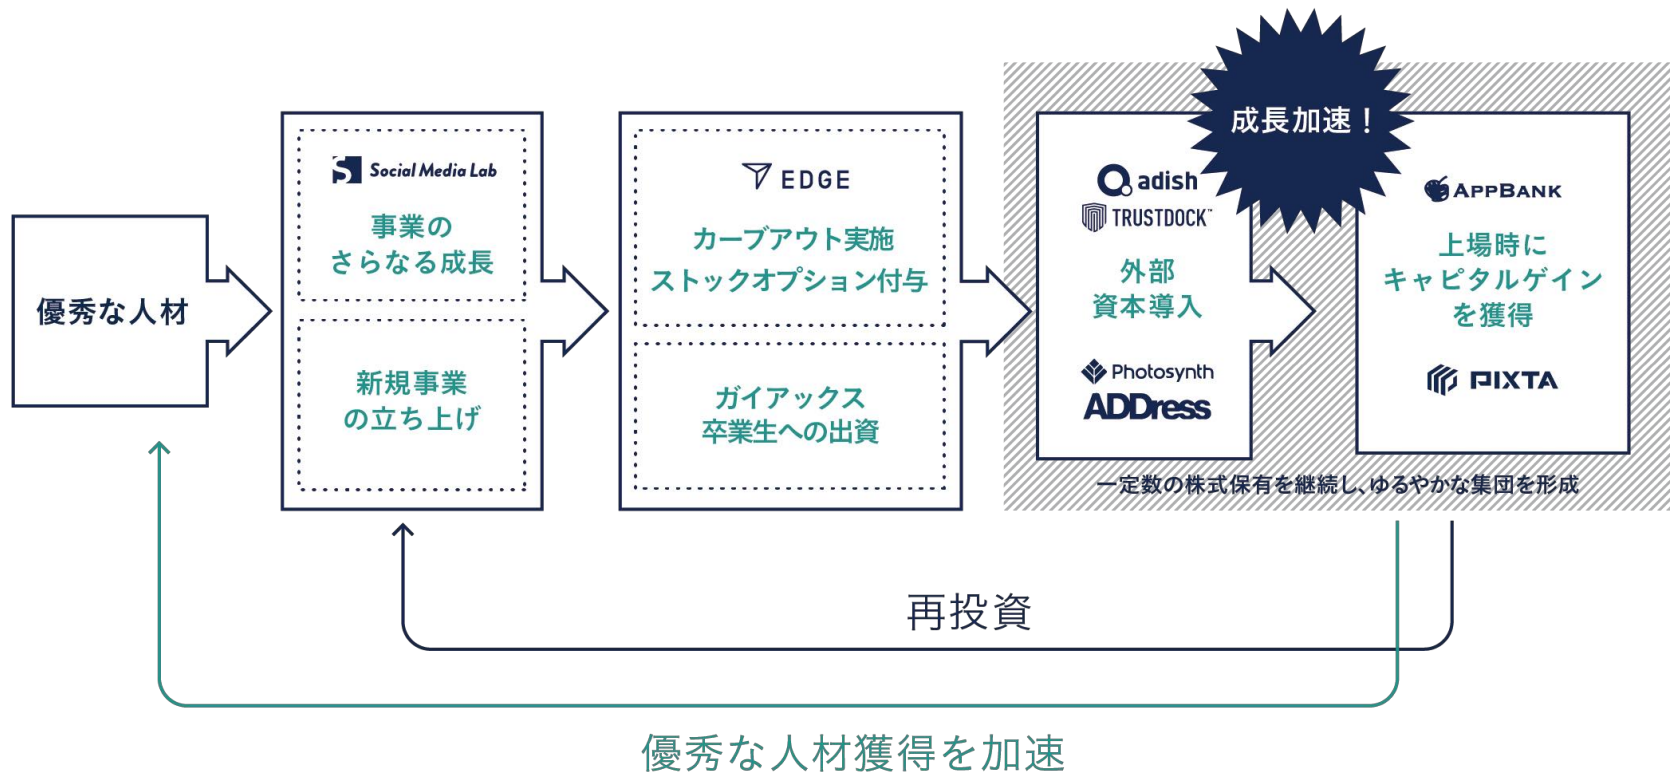 優秀な人材
Social Media Lab
事業の
さらなる成長
新規事業
の立ち上げ
EDGE
カーブアウト実施
ストックオプション付与
ガイアックス
卒業生への出資
成長加速！
adish
TRUSTDOCK™
外部
資本導入
Photosynth
ADDress
APPBANK
上場時に
キャピタルゲイン
を獲得
PIXTA
一定数の株式保有を継続し、ゆるやかな集団を形成
再投資
優秀な人材獲得を加速